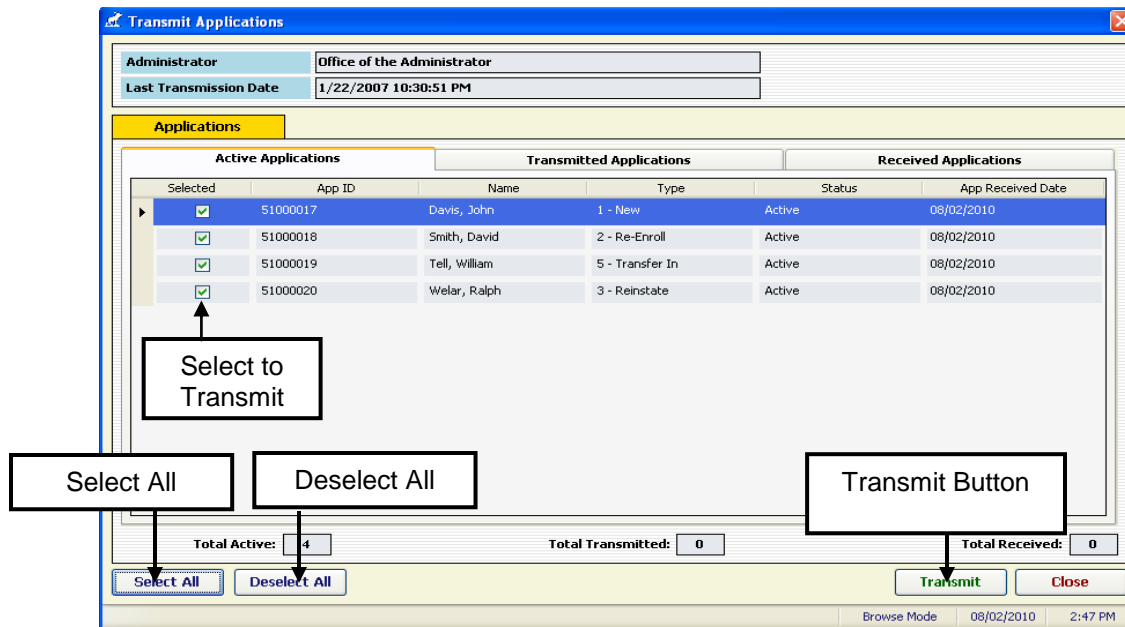 Transmit Applications
Administrator Office of the Administrator
Last Transmission Date 1/22/2007 10:30:51 PM
Applications
Active Applications Transmitted Applications Received Applications
Selected App ID Name Type Status App Received Date
51000017 Davis, John 1 - New Active 08/02/2010
51000018 Smith, David 2 - Re-Enroll Active 08/02/2010
51000019 Tell, William 5 - Transfer In Active 08/02/2010
51000020 Welar, Ralph 3 - Reinstate Active 08/02/2010
Select to
Transmit
Select All Deselect All Transmit Button
Total Active: 4 Total Transmitted: 0 Total Received: 0
Select All Deselect All Transmit Close
Browse Mode 08/02/2010 2:47 PM